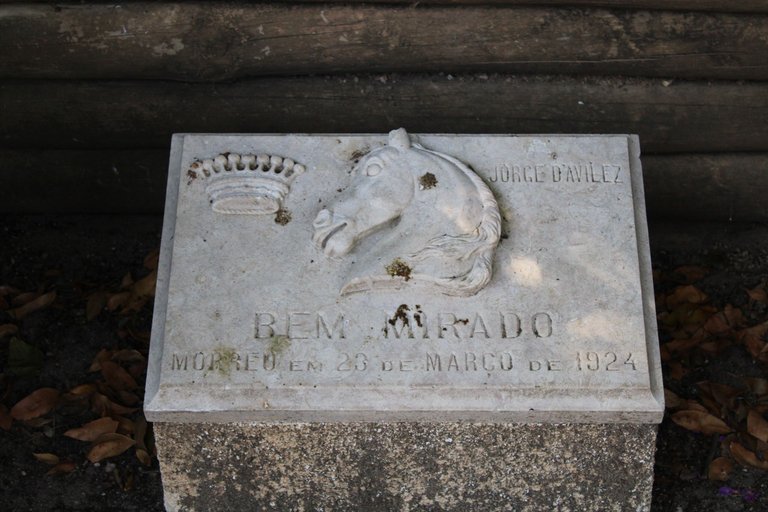 JORGE D'AVILEZ
BEM MIRADO
MORREU EM 23 DE MARÇO DE 1924